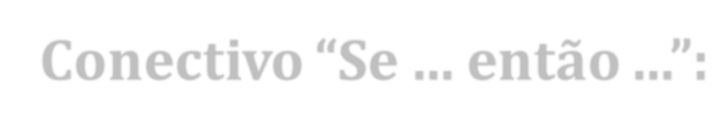 Conectivo “Se ... então ...”: